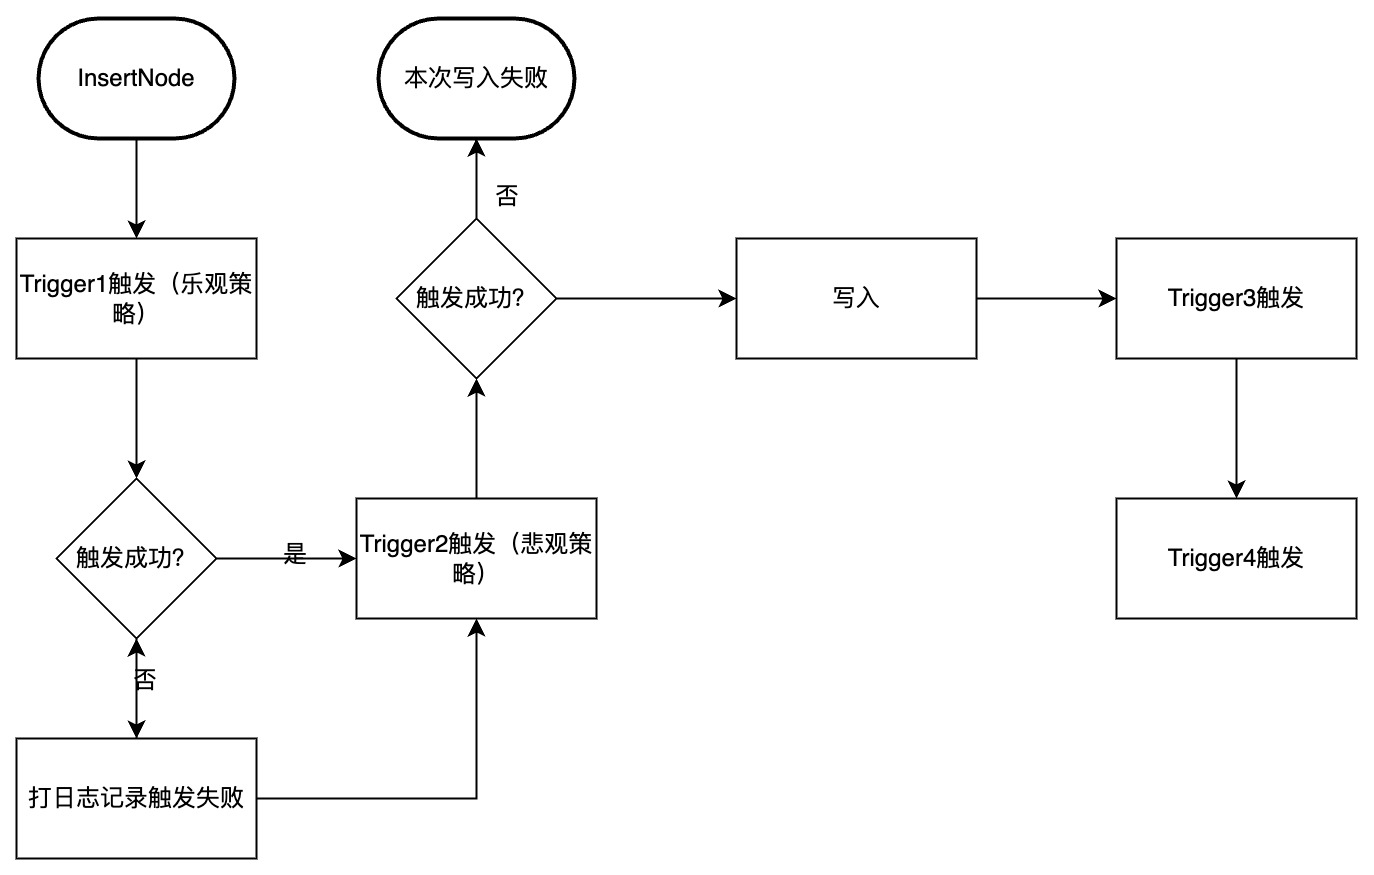 InsertNode
本次写入失败
否
Trigger1触发（乐观策
略）
触发成功?
写入
Trigger3触发
触发成功?
是
Trigger2触发（悲观策
略）
Trigger4触发
否
打日志记录触发失败